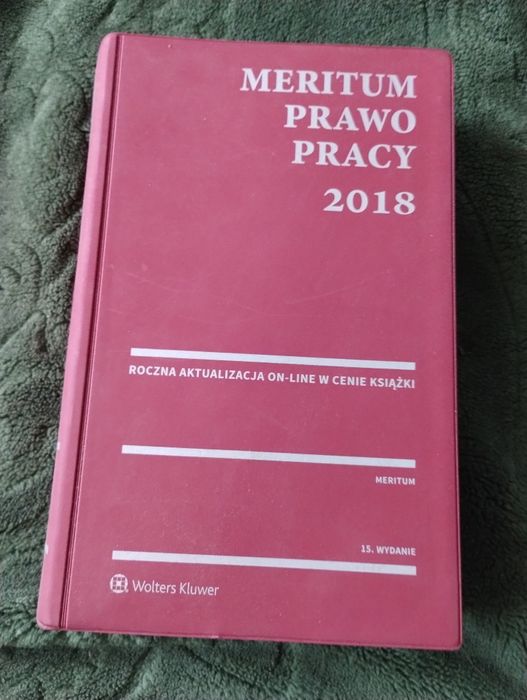 MERITUM
PRAWO
PRACY
2018
ROCZNA AKTUALIZACJA ON-LINE W CENIE KSIĄŻKI
MERITUM
15. WYDANIE
Wolters Kluwer